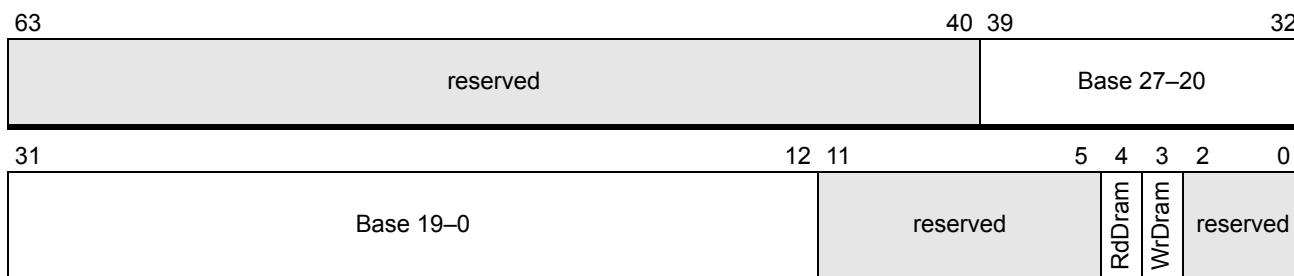 63 40 39 32
reserved Base 27–20
31 12 11 5 4 3 2 0
Base 19–0 reserved RdDram WrDram reserved